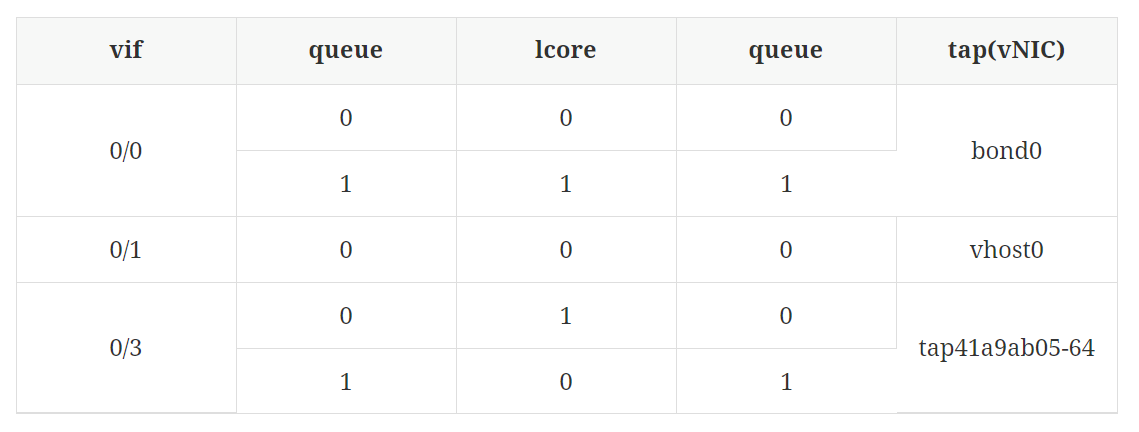 vif queue lcore queue tap(vNIC)
0/0 0 0 0 bond0
1 1 1
0/1 0 0 0 vhost0
0/3 0 1 0 tap41a9ab05-64
1 0 1